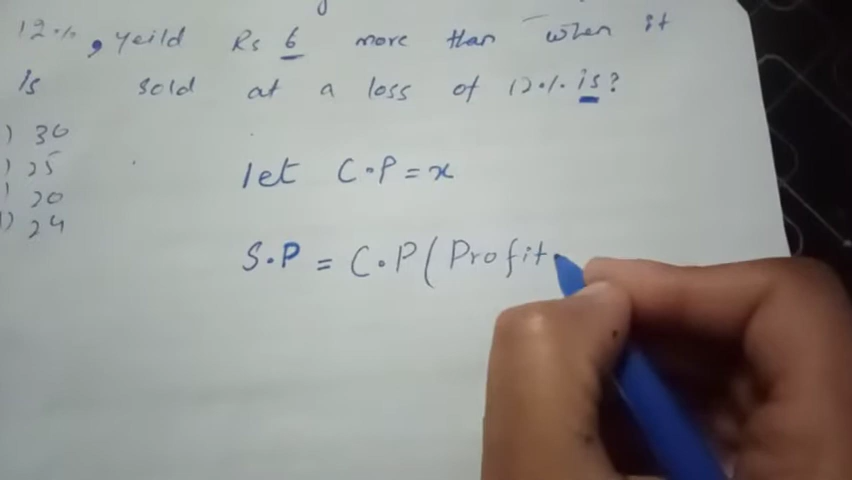 12%, yeild Rs 6 more than when it
is sold at a loss of 12% is?
) 30
) 25
) 20
) 24
let C.P = x
S.P = C.P ( Profit